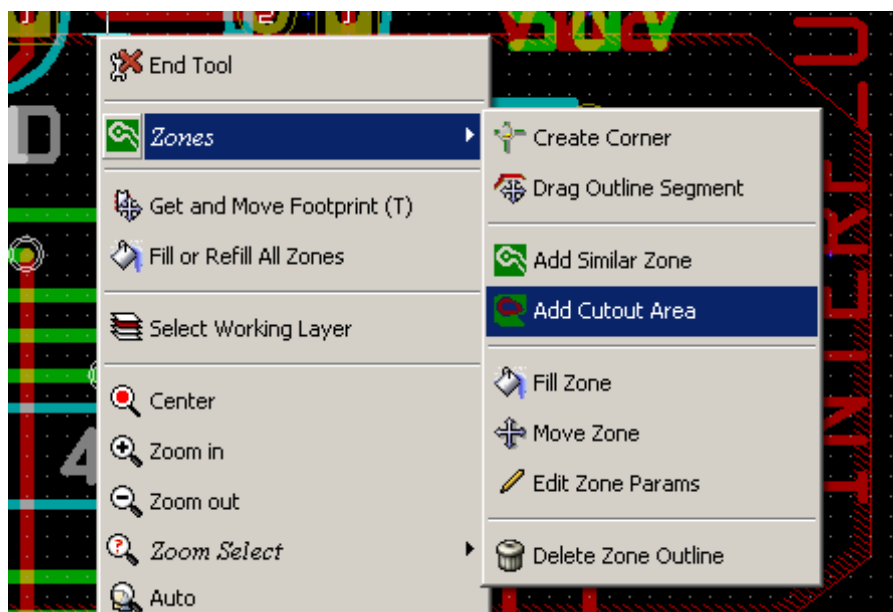 End Tool
Zones
Get and Move Footprint (T)
Fill or Refill All Zones
Select Working Layer
Center
Zoom in
Zoom out
Zoom Select
Auto
Create Corner
Drag Outline Segment
Add Similar Zone
Add Cutout Area
Fill Zone
Move Zone
Edit Zone Params
Delete Zone Outline
4